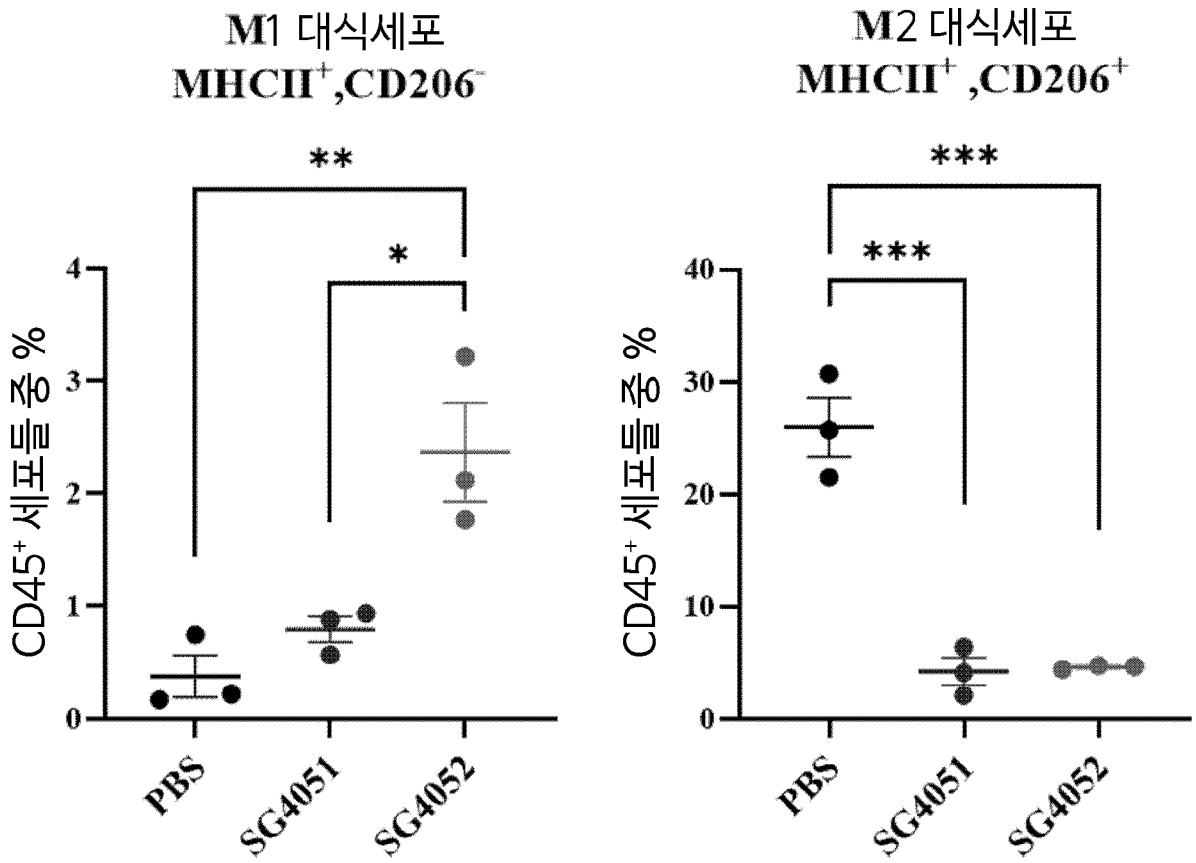 M1 대식세포
MHCII⁺,CD206⁻
**
*
4
3
2
1
0
CD45⁺ 세포들 중 %
PBS
SG4051
SG4052
M2 대식세포
MHCII⁺ ,CD206⁺
***
***
40
30
20
10
0
CD45⁺ 세포들 중 %
PBS
SG4051
SG4052